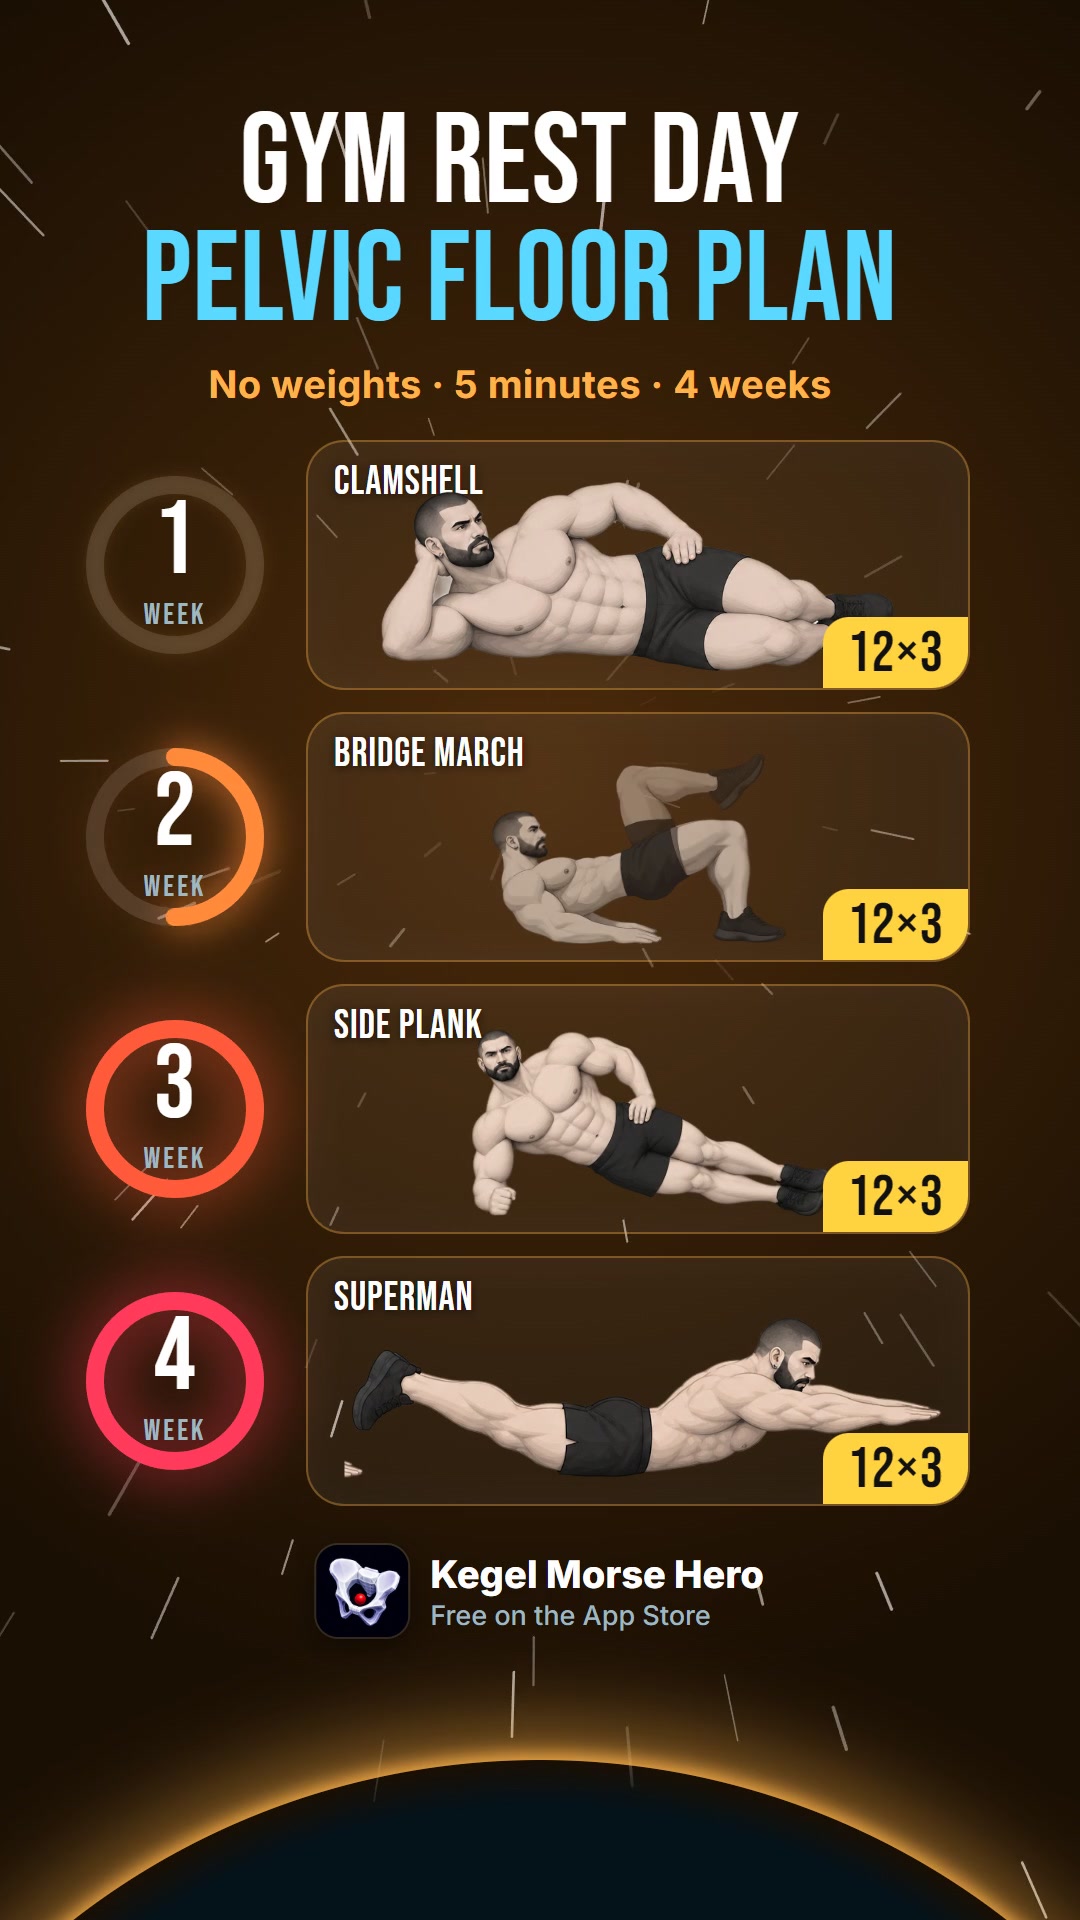 GYM REST DAY
PELVIC FLOOR PLAN
No weights · 5 minutes · 4 weeks
1
WEEK
CLAMSHELL
12×3
2
WEEK
BRIDGE MARCH
12×3
3
WEEK
SIDE PLANK
12×3
4
WEEK
SUPERMAN
12×3
Kegel Morse Hero
Free on the App Store